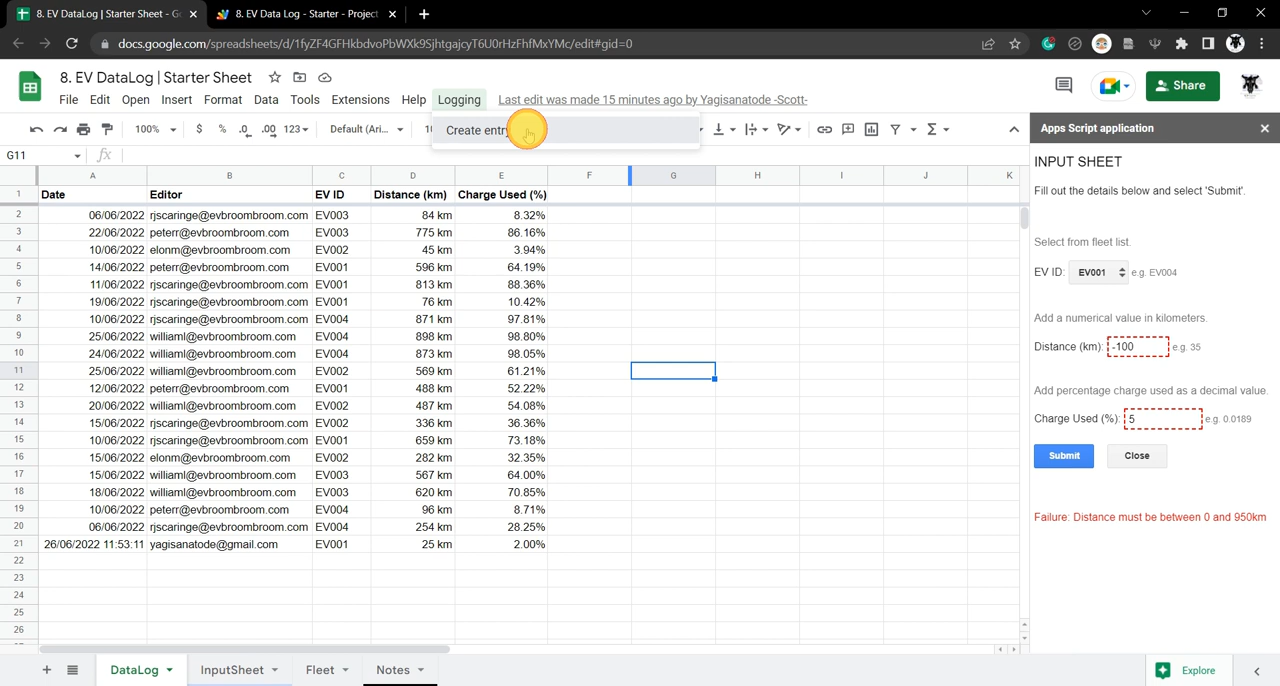 8. EV DataLog | Starter Sheet - Go
8. EV Data Log - Starter - Project
docs.google.com/spreadsheets/d/1fyZF4GFHkbdvoPbWXk9SjhtgajcyT6U0rHzFhfMxYMc/edit#gid=0
8. EV DataLog | Starter Sheet
Share
File Edit Open Insert Format Data Tools Extensions Help Logging Last edit was made 15 minutes ago by Yagisanatode -Scott-
100% $ % .0 .00 123 Default (Ari... 10
Create entry
Apps Script application
G11 fx
A B C D E F G H I J K
1 Date Editor EV ID Distance (km) Charge Used (%)
2 06/06/2022 rjscaringe@evbroombroom.com EV003 84 km 8.32%
3 22/06/2022 peterr@evbroombroom.com EV003 775 km 86.16%
4 10/06/2022 elonm@evbroombroom.com EV002 45 km 3.94%
5 14/06/2022 peterr@evbroombroom.com EV001 596 km 64.19%
6 11/06/2022 rjscaringe@evbroombroom.com EV001 813 km 88.36%
7 19/06/2022 rjscaringe@evbroombroom.com EV001 76 km 10.42%
8 10/06/2022 rjscaringe@evbroombroom.com EV004 871 km 97.81%
9 25/06/2022 williaml@evbroombroom.com EV004 898 km 98.80%
10 24/06/2022 williaml@evbroombroom.com EV004 873 km 98.05%
11 25/06/2022 williaml@evbroombroom.com EV002 569 km 61.21%
12 12/06/2022 peterr@evbroombroom.com EV001 488 km 52.22%
13 20/06/2022 williaml@evbroombroom.com EV002 487 km 54.08%
14 15/06/2022 rjscaringe@evbroombroom.com EV002 336 km 36.36%
15 10/06/2022 rjscaringe@evbroombroom.com EV001 659 km 73.18%
16 15/06/2022 elonm@evbroombroom.com EV002 282 km 32.35%
17 15/06/2022 williaml@evbroombroom.com EV003 567 km 64.00%
18 18/06/2022 williaml@evbroombroom.com EV003 620 km 70.85%
19 10/06/2022 peterr@evbroombroom.com EV004 96 km 8.71%
20 06/06/2022 rjscaringe@evbroombroom.com EV004 254 km 28.25%
21 26/06/2022 11:53:11 yagisanatode@gmail.com EV001 25 km 2.00%
22
23
24
25
26
INPUT SHEET
Fill out the details below and select 'Submit'.
Select from fleet list.
EV ID: EV001 e.g. EV004
Add a numerical value in kilometers.
Distance (km): -100 e.g. 35
Add percentage charge used as a decimal value.
Charge Used (%): 5 e.g. 0.0189
Submit Close
Failure: Distance must be between 0 and 950km
DataLog InputSheet Fleet Notes Explore